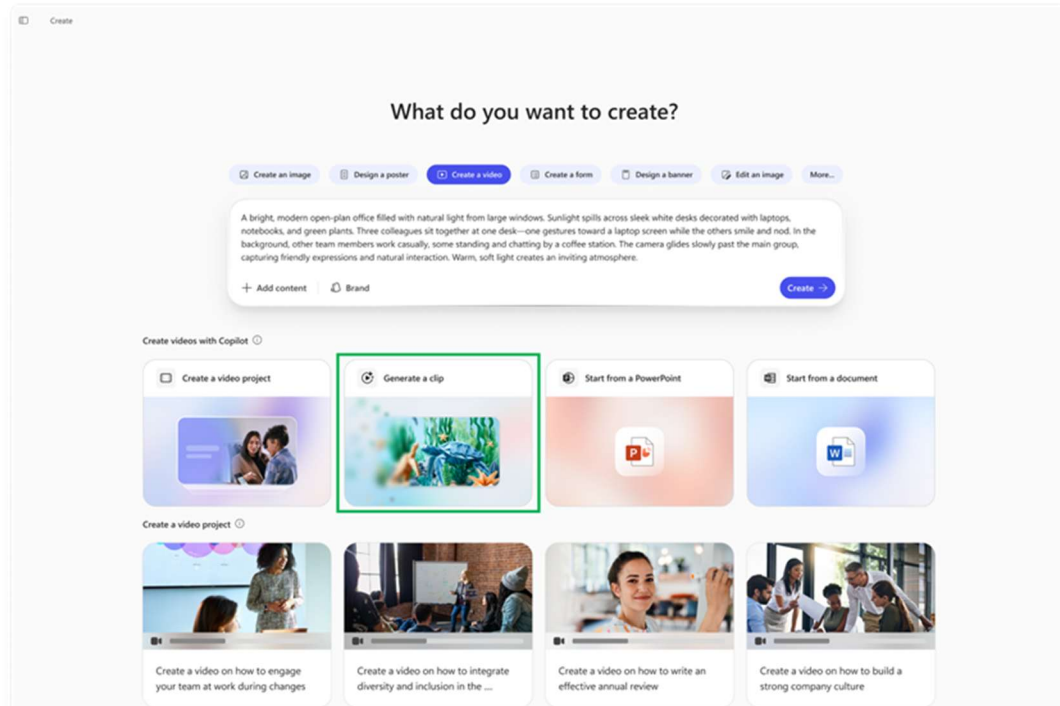 Create
What do you want to create?
Create an image
Design a poster
Create a video
Create a form
Design a banner
Edit an image
More...
A bright, modern open-plan office filled with natural light from large windows. Sunlight spills across sleek white desks decorated with laptops,
notebooks, and green plants. Three colleagues sit together at one desk—one gestures toward a laptop screen while the others smile and nod. In the
background, other team members work casually, some standing and chatting by a coffee station. The camera glides slowly past the main group,
capturing friendly expressions and natural interaction. Warm, soft light creates an inviting atmosphere.
Add content
Brand
Create
Create videos with Copilot
Create a video project
Generate a clip
Start from a PowerPoint
Start from a document
P
W
Create a video project
Create a video on how to engage
your team at work during changes
Create a video on how to integrate
diversity and inclusion in the ....
Create a video on how to write an
effective annual review
Create a video on how to build a
strong company culture